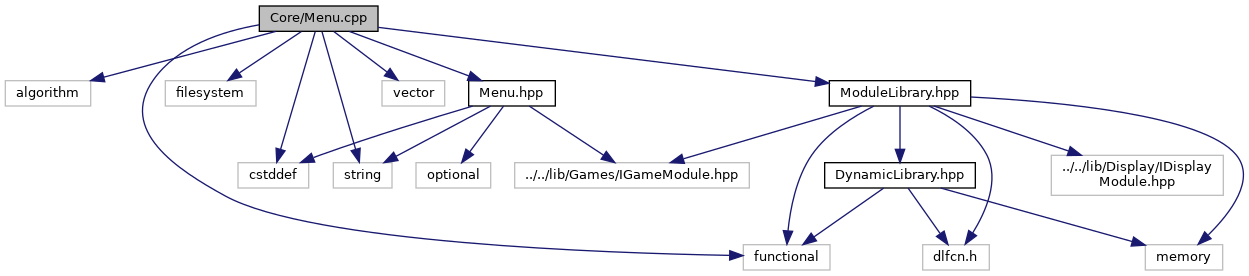 Core/Menu.cpp
algorithm
filesystem
vector
Menu.hpp
ModuleLibrary.hpp
cstddef
string
optional
../../lib/Games/IGameModule.hpp
DynamicLibrary.hpp
../../lib/Display/IDisplay
Module.hpp
functional
dlfcn.h
memory